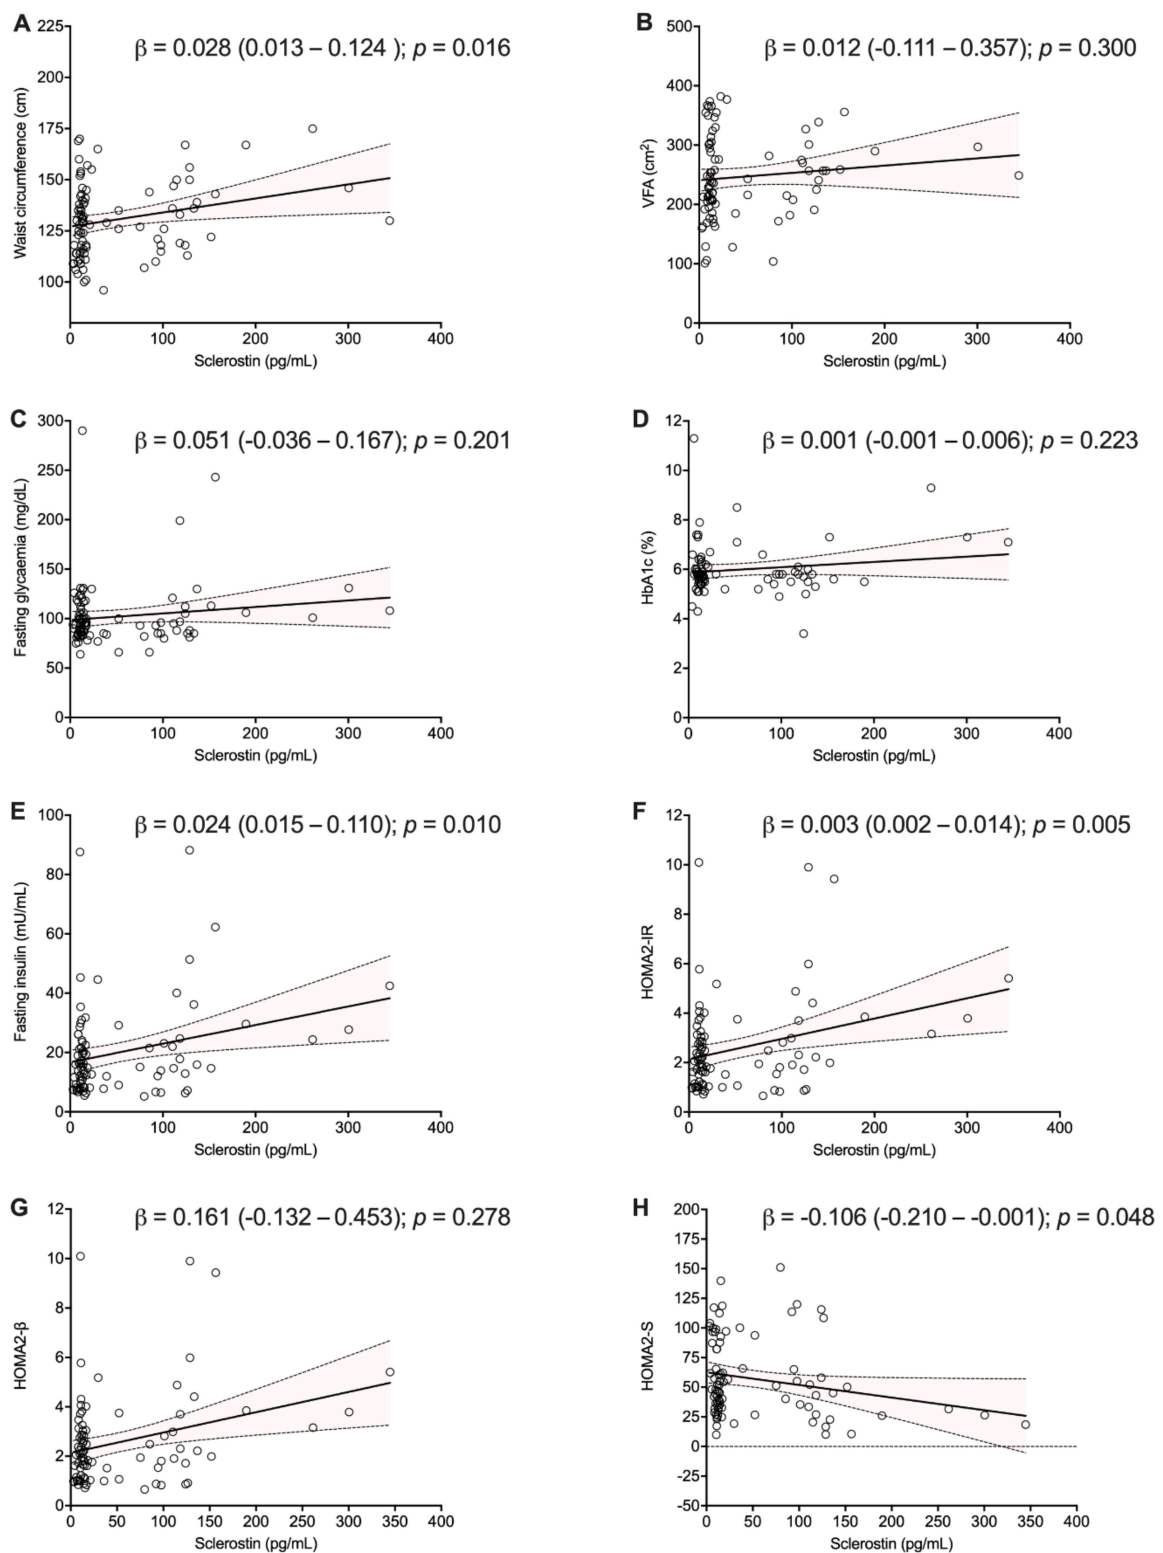 A
β = 0.028 (0.013 – 0.124 ); p = 0.016
225
200
175
150
125
100
Waist circumference (cm)
0 100 200 300 400
Sclerostin (pg/mL)
B
β = 0.012 (-0.111 – 0.357); p = 0.300
500
400
300
200
100
0
VFA (cm²)
0 100 200 300 400
Sclerostin (pg/mL)
C
β = 0.051 (-0.036 – 0.167); p = 0.201
300
250
200
150
100
50
0
Fasting glycaemia (mg/dL)
0 100 200 300 400
Sclerostin (pg/mL)
D
β = 0.001 (-0.001 – 0.006); p = 0.223
12
10
8
6
4
2
0
HbA1c (%)
0 100 200 300 400
Sclerostin (pg/mL)
E
β = 0.024 (0.015 – 0.110); p = 0.010
100
80
60
40
20
0
Fasting insulin (mU/mL)
0 100 200 300 400
Sclerostin (pg/mL)
F
β = 0.003 (0.002 – 0.014); p = 0.005
12
10
8
6
4
2
0
HOMA2-IR
0 100 200 300 400
Sclerostin (pg/mL)
G
β = 0.161 (-0.132 – 0.453); p = 0.278
12
10
8
6
4
2
0
HOMA2-β
0 50 100 150 200 250 300 350 400
Sclerostin (pg/mL)
H
β = -0.106 (-0.210 – -0.001); p = 0.048
200
175
150
125
100
75
50
25
0
-25
-50
HOMA2-S
0 50 100 150 200 250 300 350 400
Sclerostin (pg/mL)